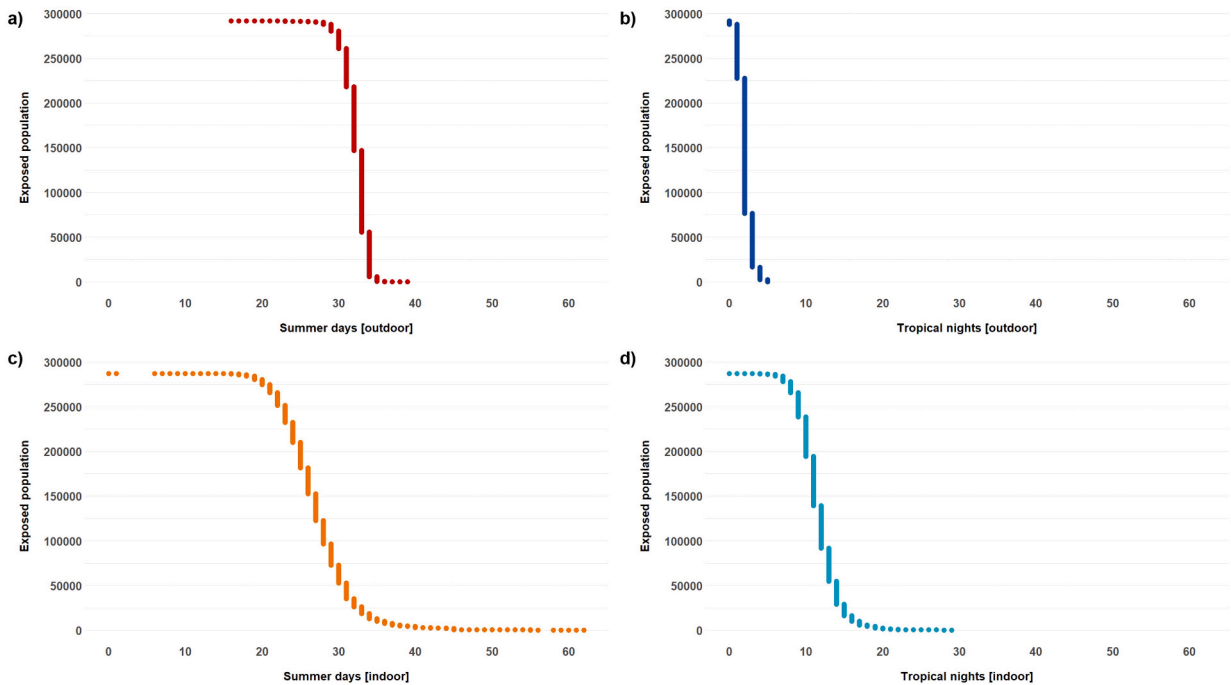 a)
300000
250000
200000
150000
100000
50000
0
Exposed population
0 10 20 30 40 50 60
Summer days [outdoor]
b)
300000
250000
200000
150000
100000
50000
0
Exposed population
0 10 20 30 40 50 60
Tropical nights [outdoor]
c)
300000
250000
200000
150000
100000
50000
0
Exposed population
0 10 20 30 40 50 60
Summer days [indoor]
d)
300000
250000
200000
150000
100000
50000
0
Exposed population
0 10 20 30 40 50 60
Tropical nights [indoor]